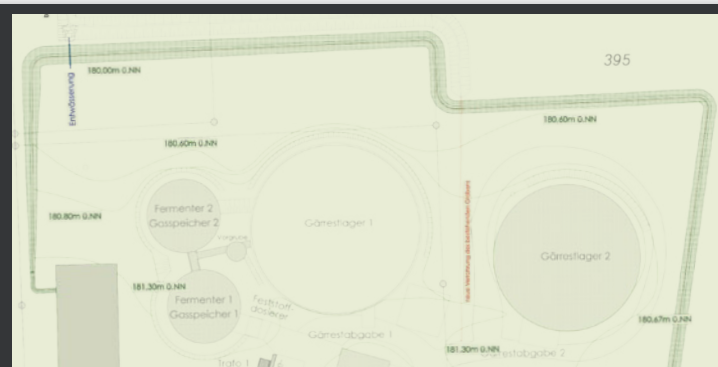 395
180,00m ü.NN
Entwässerung
180,60m ü.NN
180,60m ü.NN
Fermenter 2
Gasspeicher 2
180,80m ü.NN
Gärrestlager 1
Gärrestlager 2
181,30m ü.NN
Fermenter 1
Gasspeicher 1
Feststoff-
dosierer
180,67m ü.NN
Gärrestabgabe 1
181,30m ü.NN
Gärrestabgabe 2
Trafo 1